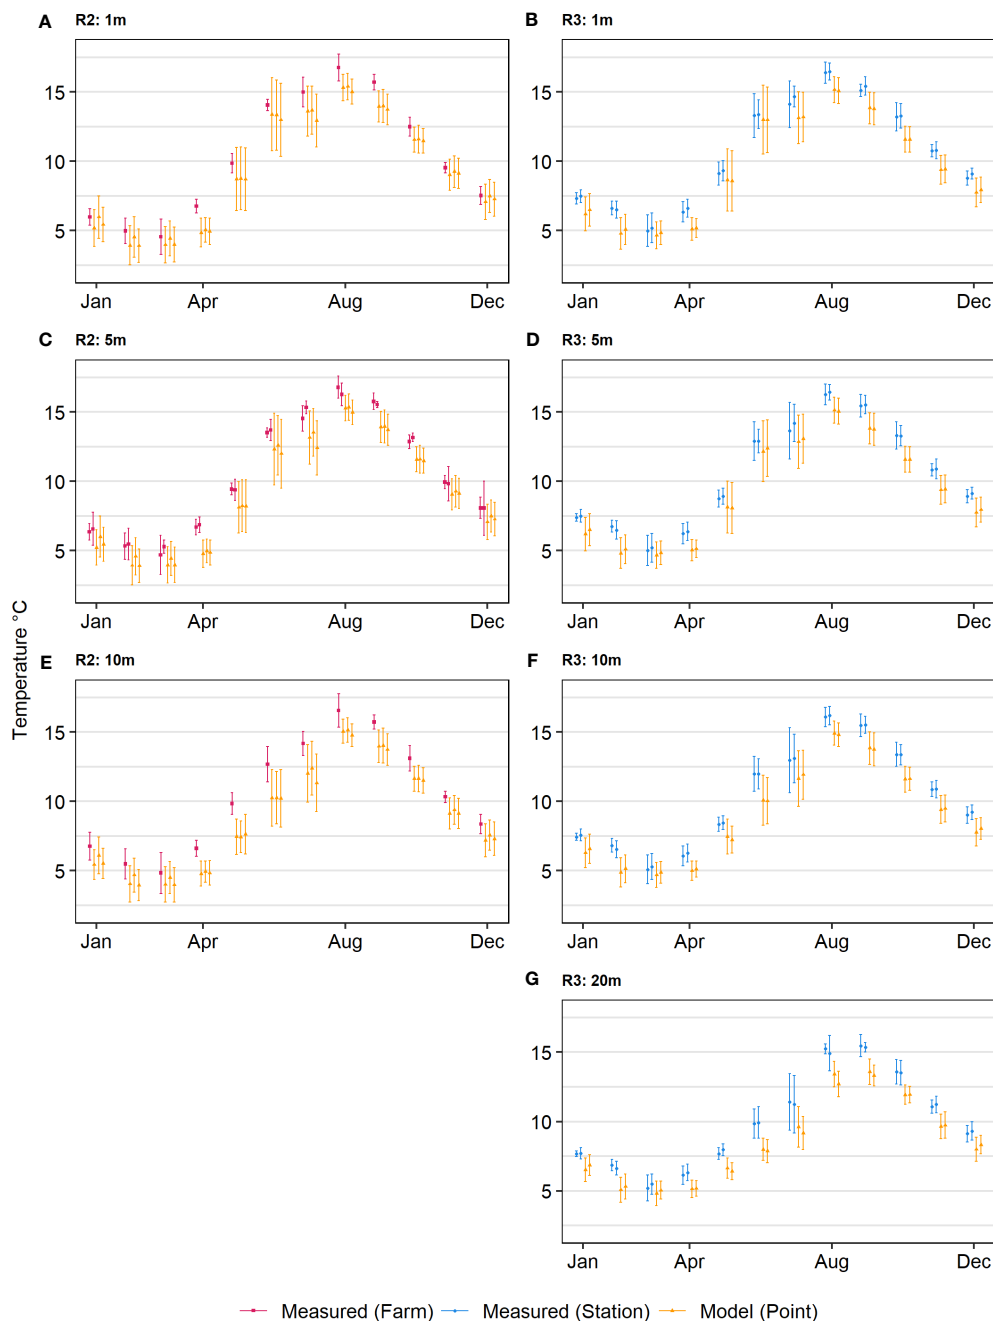 A R2: 1m
B R3: 1m
15
10
5
Jan Apr Aug Dec
15
10
5
Jan Apr Aug Dec
C R2: 5m
D R3: 5m
15
10
5
Jan Apr Aug Dec
15
10
5
Jan Apr Aug Dec
Temperature °C
E R2: 10m
F R3: 10m
15
10
5
Jan Apr Aug Dec
15
10
5
Jan Apr Aug Dec
G R3: 20m
15
10
5
Jan Apr Aug Dec
Measured (Farm) Measured (Station) Model (Point)